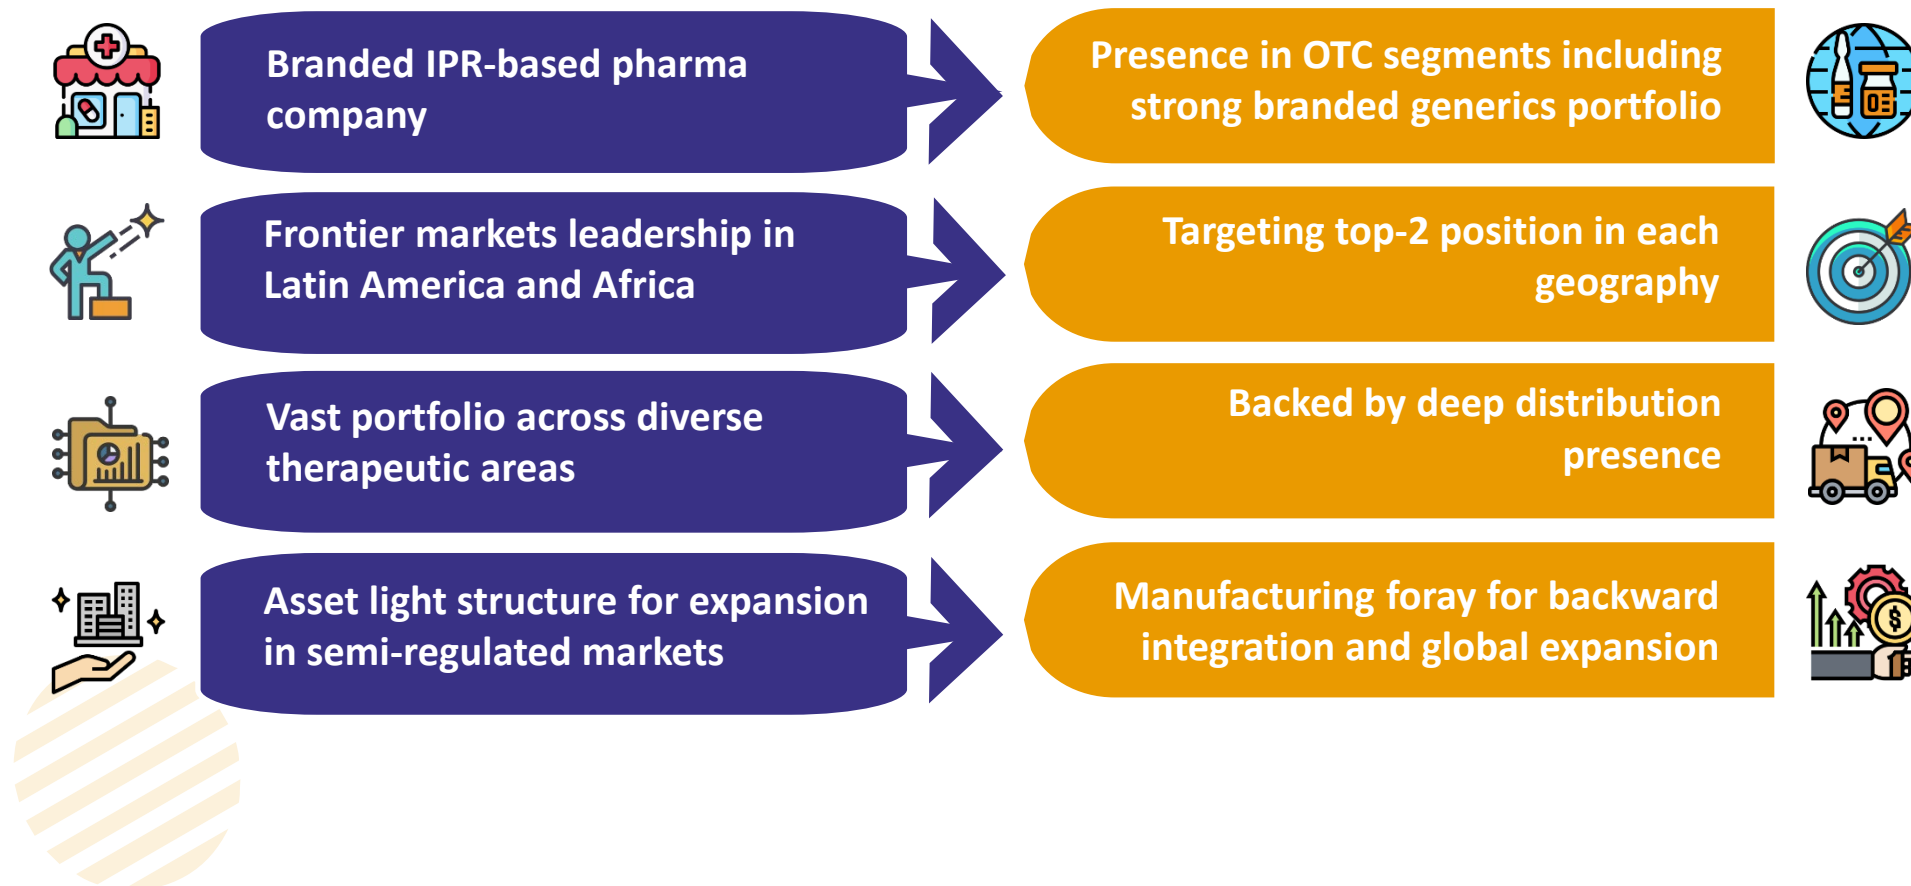 Branded IPR-based pharma
company
Presence in OTC segments including
strong branded generics portfolio
Frontier markets leadership in
Latin America and Africa
Targeting top-2 position in each
geography
Vast portfolio across diverse
therapeutic areas
Backed by deep distribution
presence
Asset light structure for expansion
in semi-regulated markets
Manufacturing foray for backward
integration and global expansion